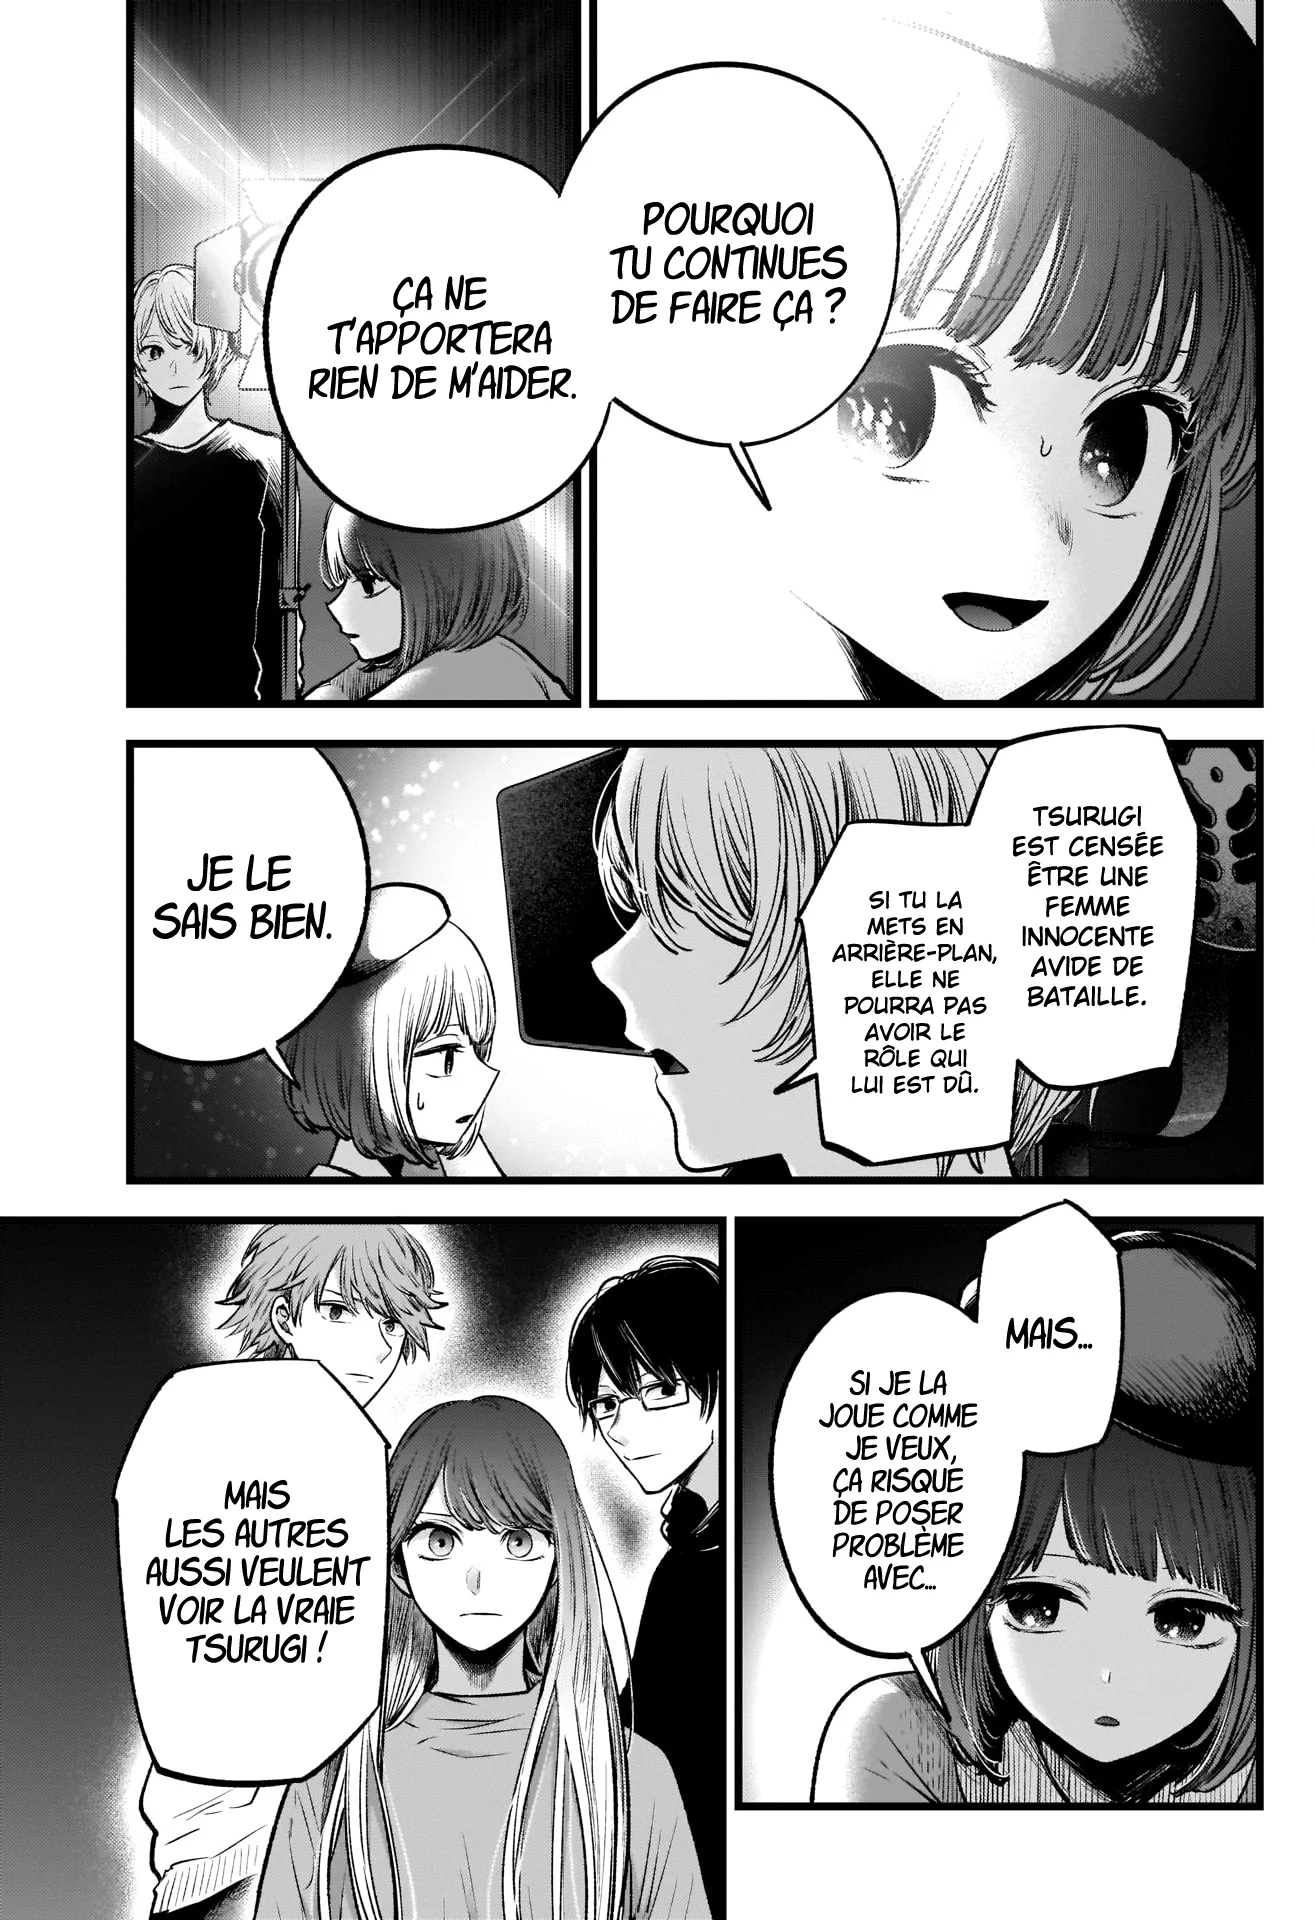 POURQUOI
TU CONTINUES
DE FAIRE ÇA ?
ÇA NE
T'APPORTERA
RIEN DE M'AIDER.
TSURUGI
EST CENSÉE
ÊTRE UNE
FEMME
INNOCENTE
AVIDE DE
BATAILLE.
SI TU LA
METS EN
ARRIÈRE-PLAN,
ELLE NE
POURRA PAS
AVOIR LE
RÔLE QUI
LUI EST DÛ.
JE LE
SAIS BIEN.
MAIS...
SI JE LA
JOUE COMME
JE VEUX,
ÇA RISQUE
DE POSER
PROBLÈME
AVEC...
MAIS
LES AUTRES
AUSSI VEULENT
VOIR LA VRAIE
TSURUGI !